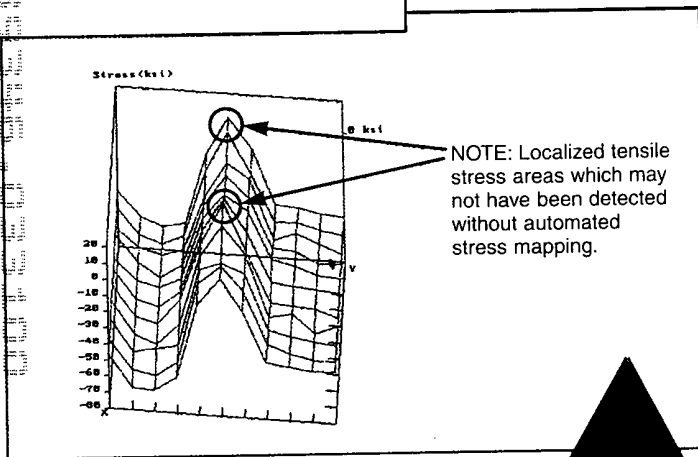 Stress(ksi)
0 ksi
NOTE: Localized tensile
stress areas which may
not have been detected
without automated
stress mapping.
20
10
0
-10
-20
-30
-40
-50
-60
-70
-80
X
Y